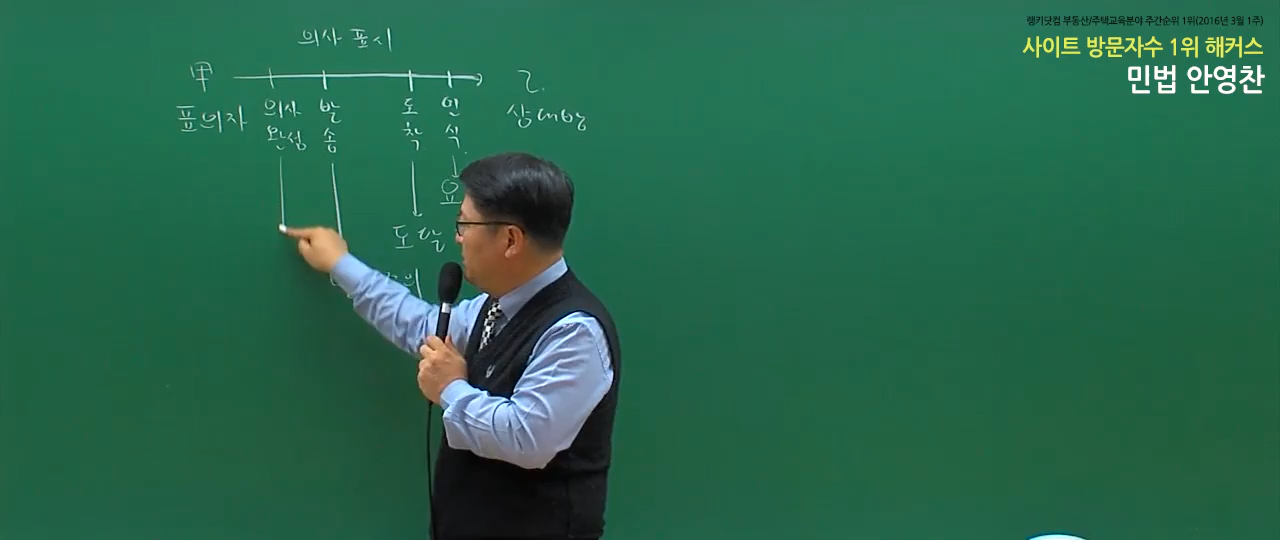 랭키닷컴 부동산/주택교육분야 주간순위 1위(2016년 3월 1주)
사이트 방문자수 1위 해커스
민법 안영찬
의사표시
甲 乙.
표의자 의사 발 도 인 상대방
완성 송 착 식
요
도달